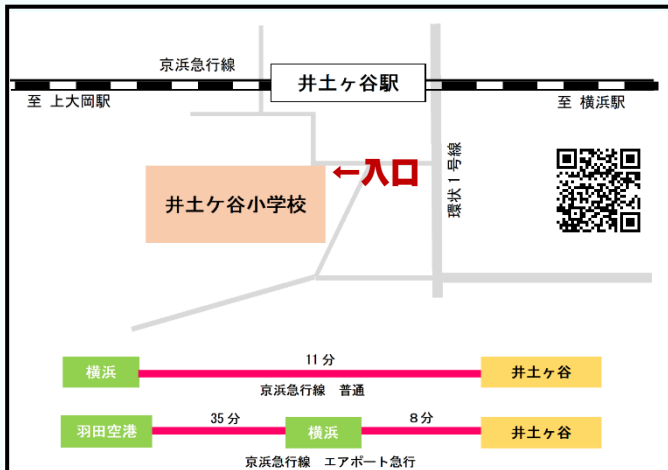 京浜急行線
井土ヶ谷駅
至 上大岡駅
至 横浜駅
環状1号線
←入口
井土ケ谷小学校
横浜
11分
井土ヶ谷
京浜急行線 普通
羽田空港
35分
横浜
8分
井土ヶ谷
京浜急行線 エアポート急行